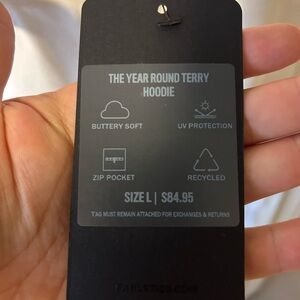 THE YEAR ROUND TERRY
HOODIE
BUTTERY SOFT
UV PROTECTION
ZIP POCKET
RECYCLED
SIZE L | $84.95
TAG MUST REMAIN ATTACHED FOR EXCHANGES & RETURNS